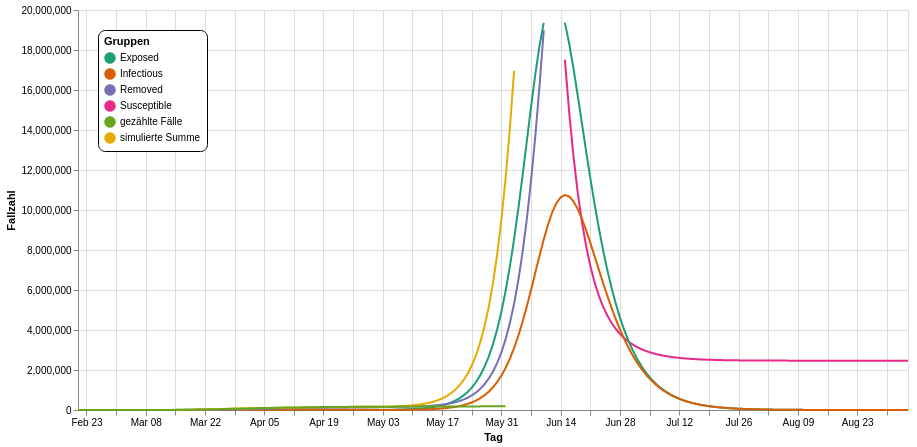 20,000,000
18,000,000
16,000,000
14,000,000
12,000,000
10,000,000
8,000,000
6,000,000
4,000,000
2,000,000
0
Fallzahl
Gruppen
Exposed
Infectious
Removed
Susceptible
gezählte Fälle
simulierte Summe
Feb 23 Mar 08 Mar 22 Apr 05 Apr 19 May 03 May 17 May 31 Jun 14 Jun 28 Jul 12 Jul 26 Aug 09 Aug 23
Tag